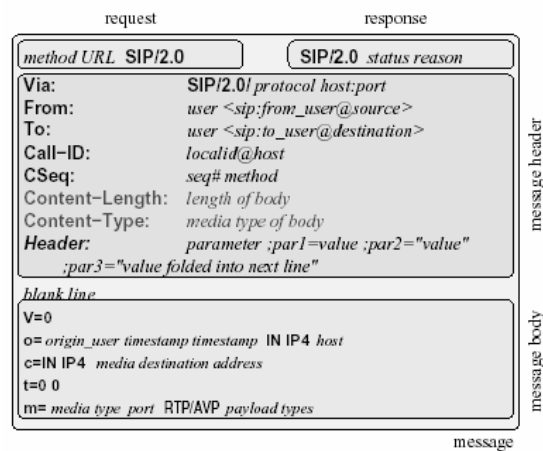 request response
method URL SIP/2.0 SIP/2.0 status reason
Via: SIP/2.0/ protocol host:port
From: user <sip:from_user@source>
To: user <sip:to_user@destination>
Call-ID: localid@host
CSeq: seq# method
Content-Length: length of body
Content-Type: media type of body
Header: parameter ;par1=value ;par2="value"
;par3="value folded into next line"
message header
blank line
V=0
o= origin_user timestamp timestamp IN IP4 host
c=IN IP4 media destination address
t=0 0
m= media type port RTP/AVP payload types
message body
message